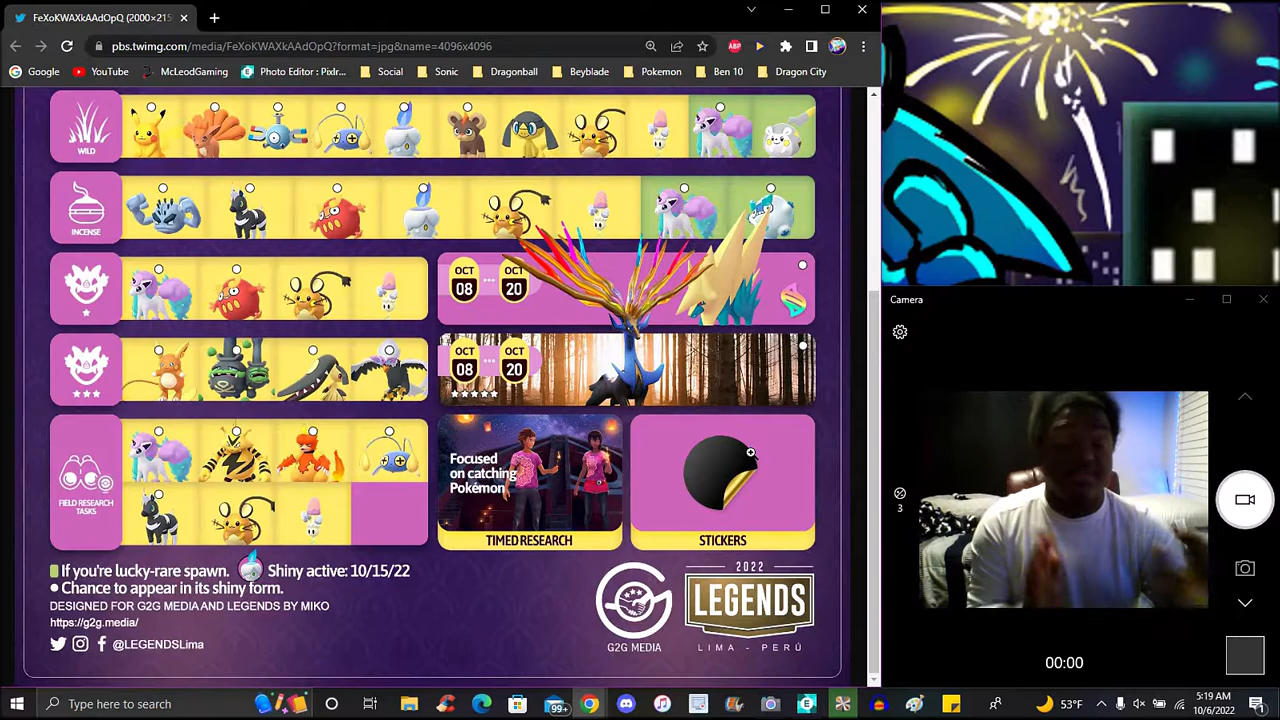 FeXoKWAXkAAdOpQ (2000×215
pbs.twimg.com/media/FeXoKWAXkAAdOpQ?format=jpg&name=4096x4096
ABP
Google
YouTube
McLeodGaming
Photo Editor : Pixlr...
Social
Sonic
Dragonball
Beyblade
Pokemon
Ben 10
Dragon City
WILD
INCENSE
OCT 08 ... OCT 20
OCT 08 ... OCT 20
FIELD RESEARCH
TASKS
Focused
on catching
Pokémon
TIMED RESEARCH
STICKERS
If you're lucky-rare spawn.
Shiny active: 10/15/22
Chance to appear in its shiny form.
DESIGNED FOR G2G MEDIA AND LEGENDS BY MIKO
https://g2g.media/
@LEGENDSLima
G2G MEDIA
2022
LEGENDS
LIMA - PERÚ
Camera
3
00:00
Type here to search
99+
53°F
5:19 AM
10/6/2022
1